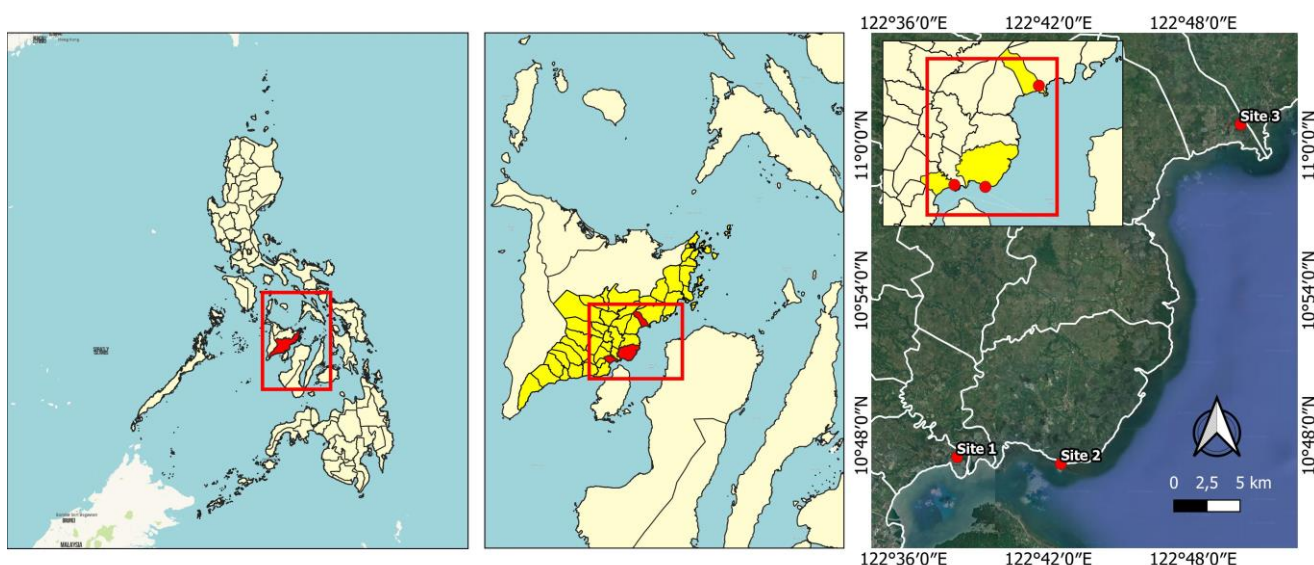 122°36′0″E 122°42′0″E 122°48′0″E
11°0′0″N
10°54′0″N
10°48′0″N
11°0′0″N
10°54′0″N
10°48′0″N
Site 3
Site 1
Site 2
0 2,5 5 km
122°36′0″E 122°42′0″E 122°48′0″E
MALAYSIA